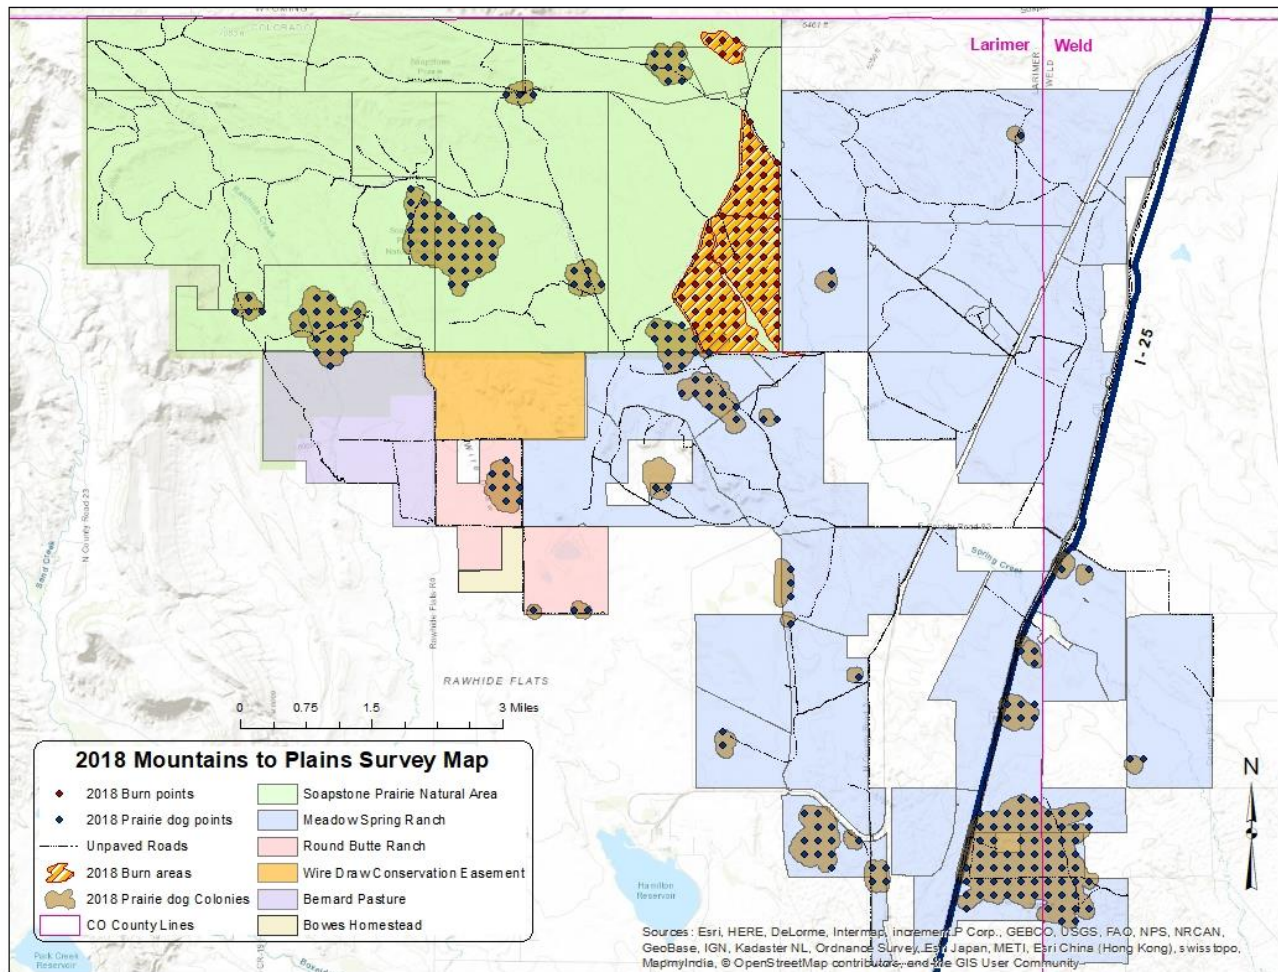 WYOMING
COLORADO
Larimer
Weld
LARIMER
WELD
I - 25
Spring Creek
Sand Creek
N County Road 23
Rawhide Flats Rd
RAWHIDE FLATS
0 0.75 1.5 3 Miles
N
Hamilton
Reservoir
Park Creek
Reservoir
2018 Mountains to Plains Survey Map
2018 Burn points
2018 Prairie dog points
Unpaved Roads
2018 Burn areas
2018 Prairie dog Colonies
CO County Lines
Soapstone Prairie Natural Area
Meadow Spring Ranch
Round Butte Ranch
Wire Draw Conservation Easement
Bernard Pasture
Bowes Homestead
Sources: Esri, HERE, DeLorme, Intermap, increment P Corp., GEBCO, USGS, FAO, NPS, NRCAN,
GeoBase, IGN, Kadaster NL, Ordnance Survey, Esri Japan, METI, Esri China (Hong Kong), swisstopo,
MapmyIndia, © OpenStreetMap contributors, and the GIS User Community